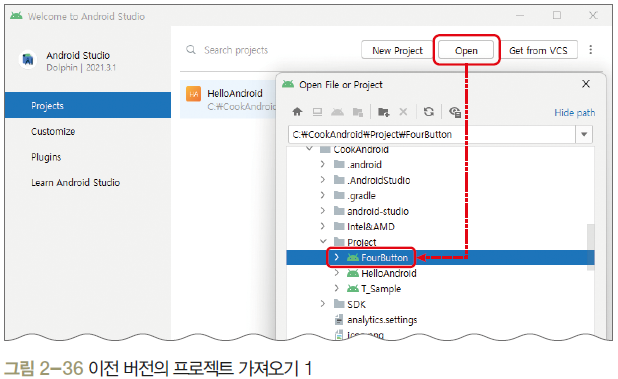 Welcome to Android Studio
Android Studio
Dolphin | 2021.3.1
Search projects
New Project
Open
Get from VCS
Projects
Customize
Plugins
Learn Android Studio
HA
HelloAndroid
C:₩CookAndroid
Open File or Project
Hide path
C:₩CookAndroid₩Project₩FourButton
CookAndroid
.android
.AndroidStudio
.gradle
android-studio
Intel&AMD
Project
FourButton
HelloAndroid
T_Sample
SDK
analytics.settings
그림 2-36 이전 버전의 프로젝트 가져오기 1